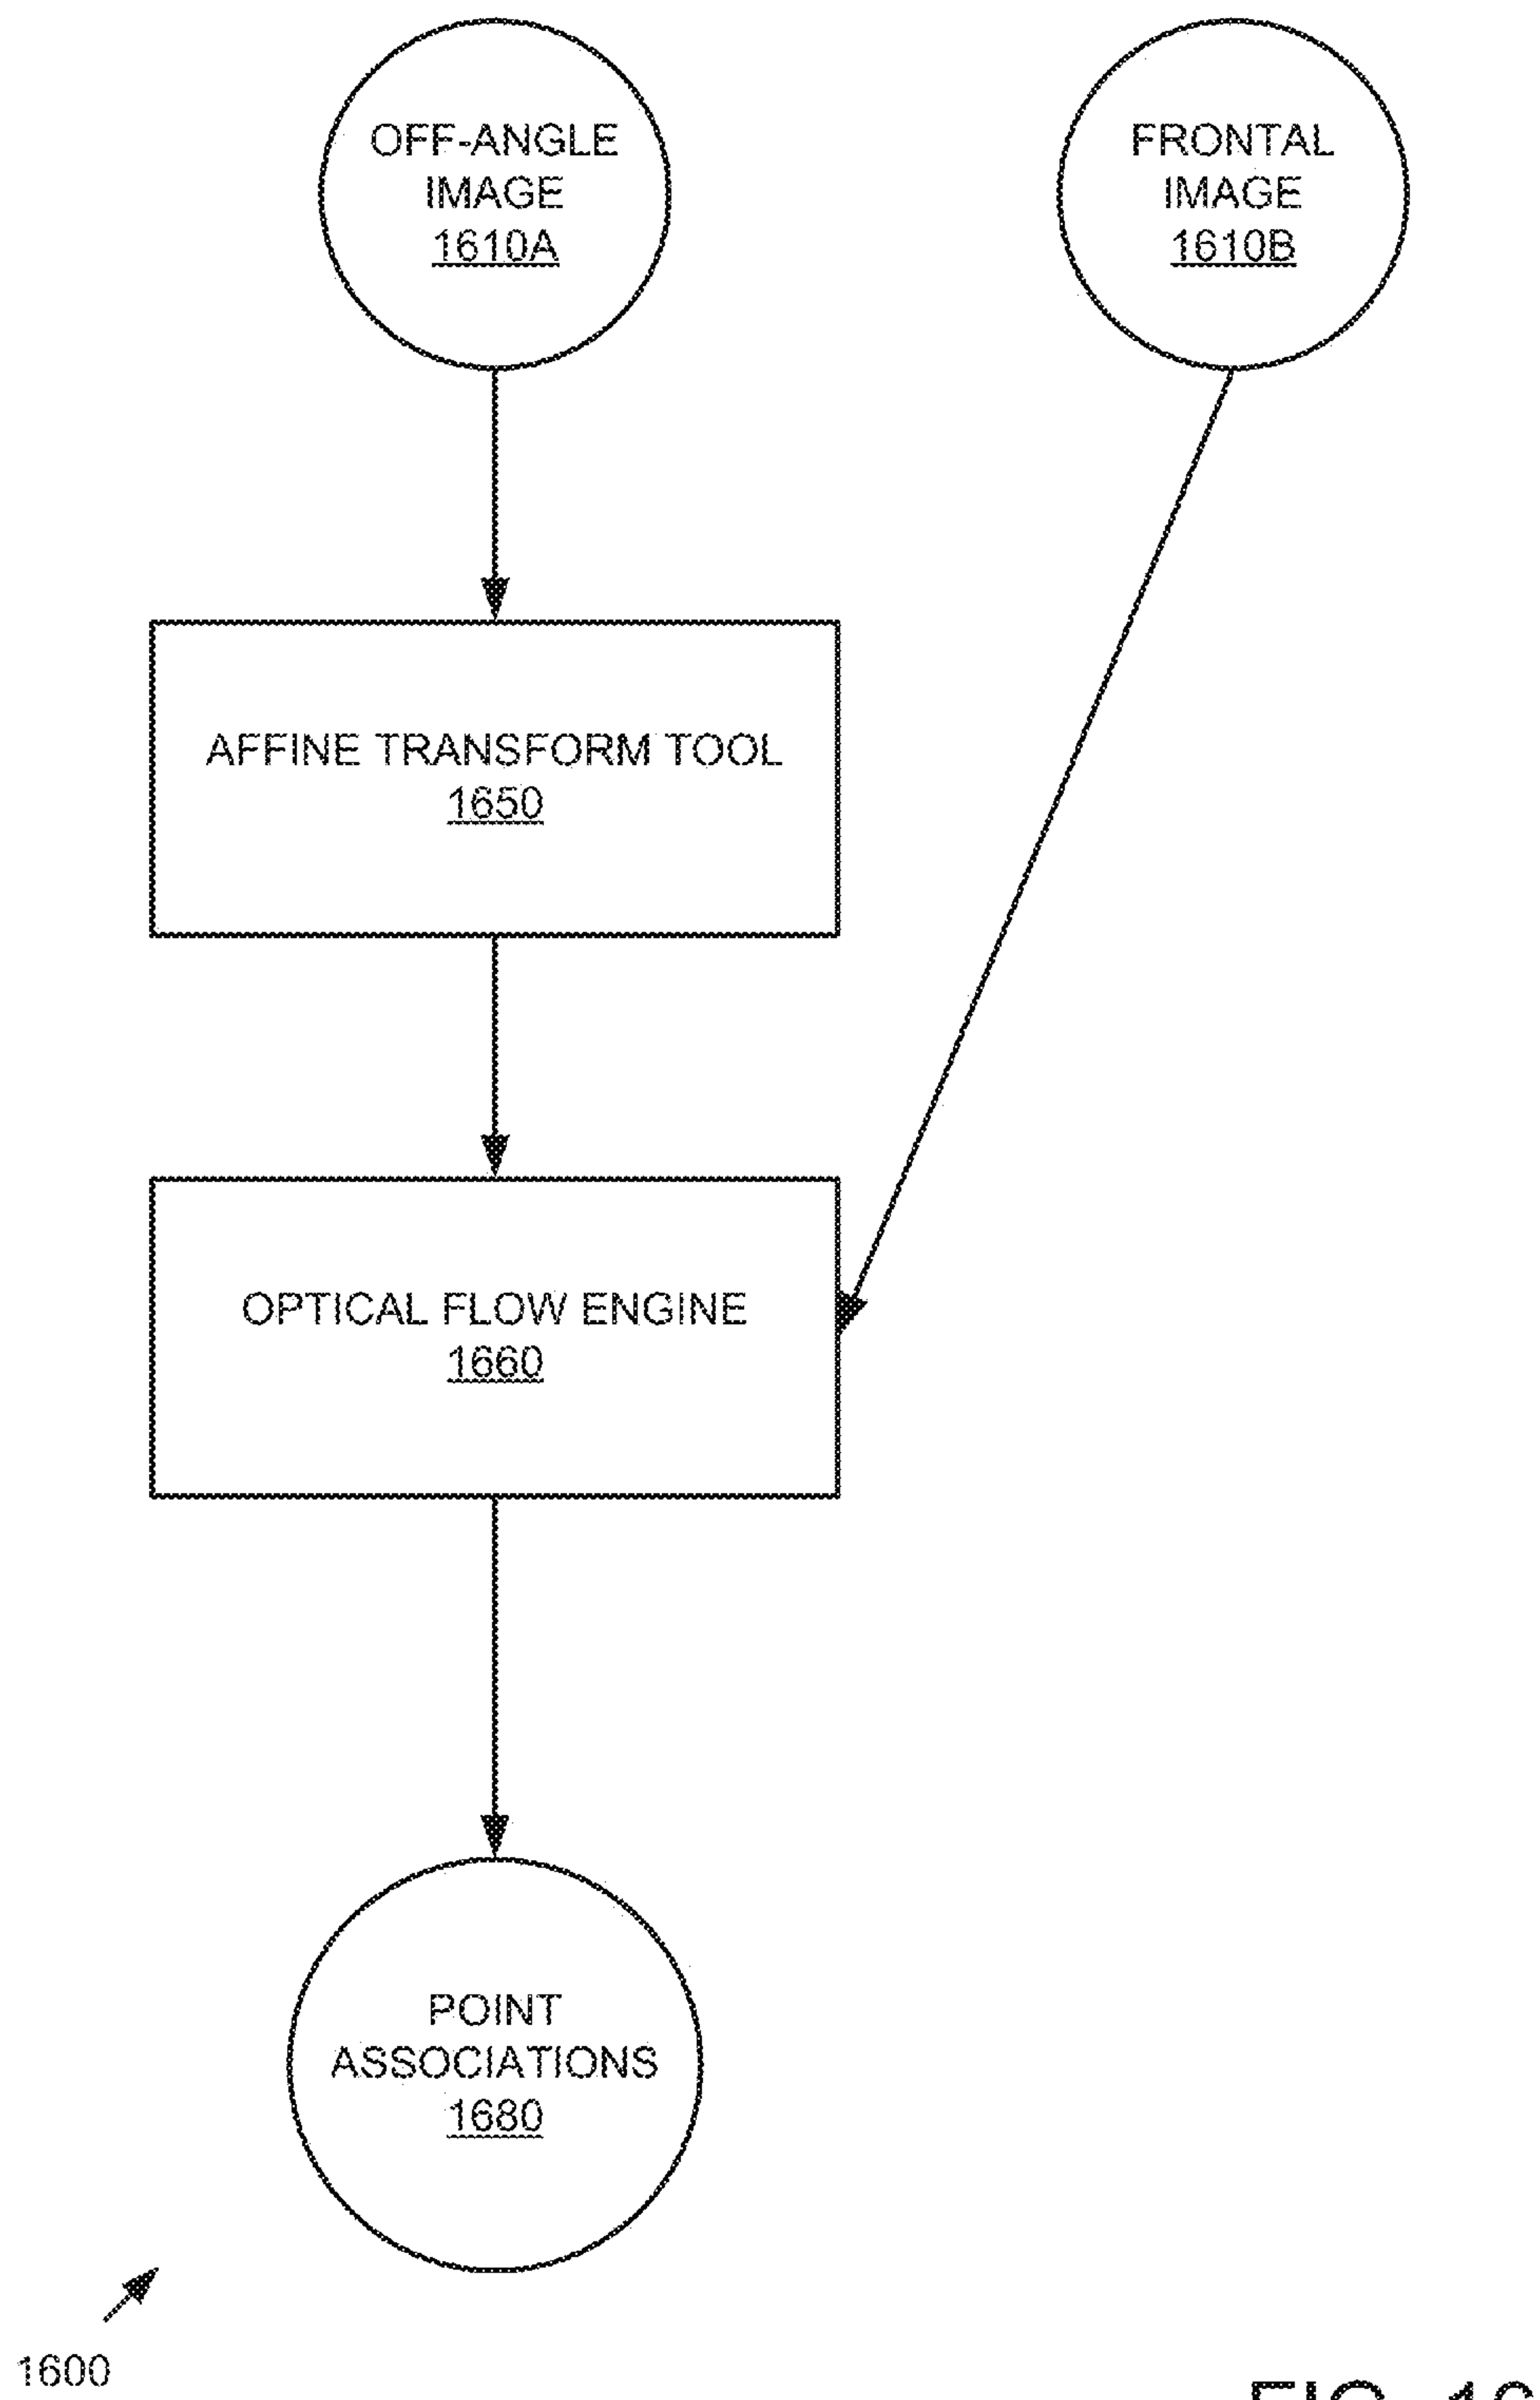 OFF-ANGLE
IMAGE
1610A
FRONTAL
IMAGE
1610B
AFFINE TRANSFORM TOOL
1650
OPTICAL FLOW ENGINE
1660
POINT
ASSOCIATIONS
1680
1600
FIG.